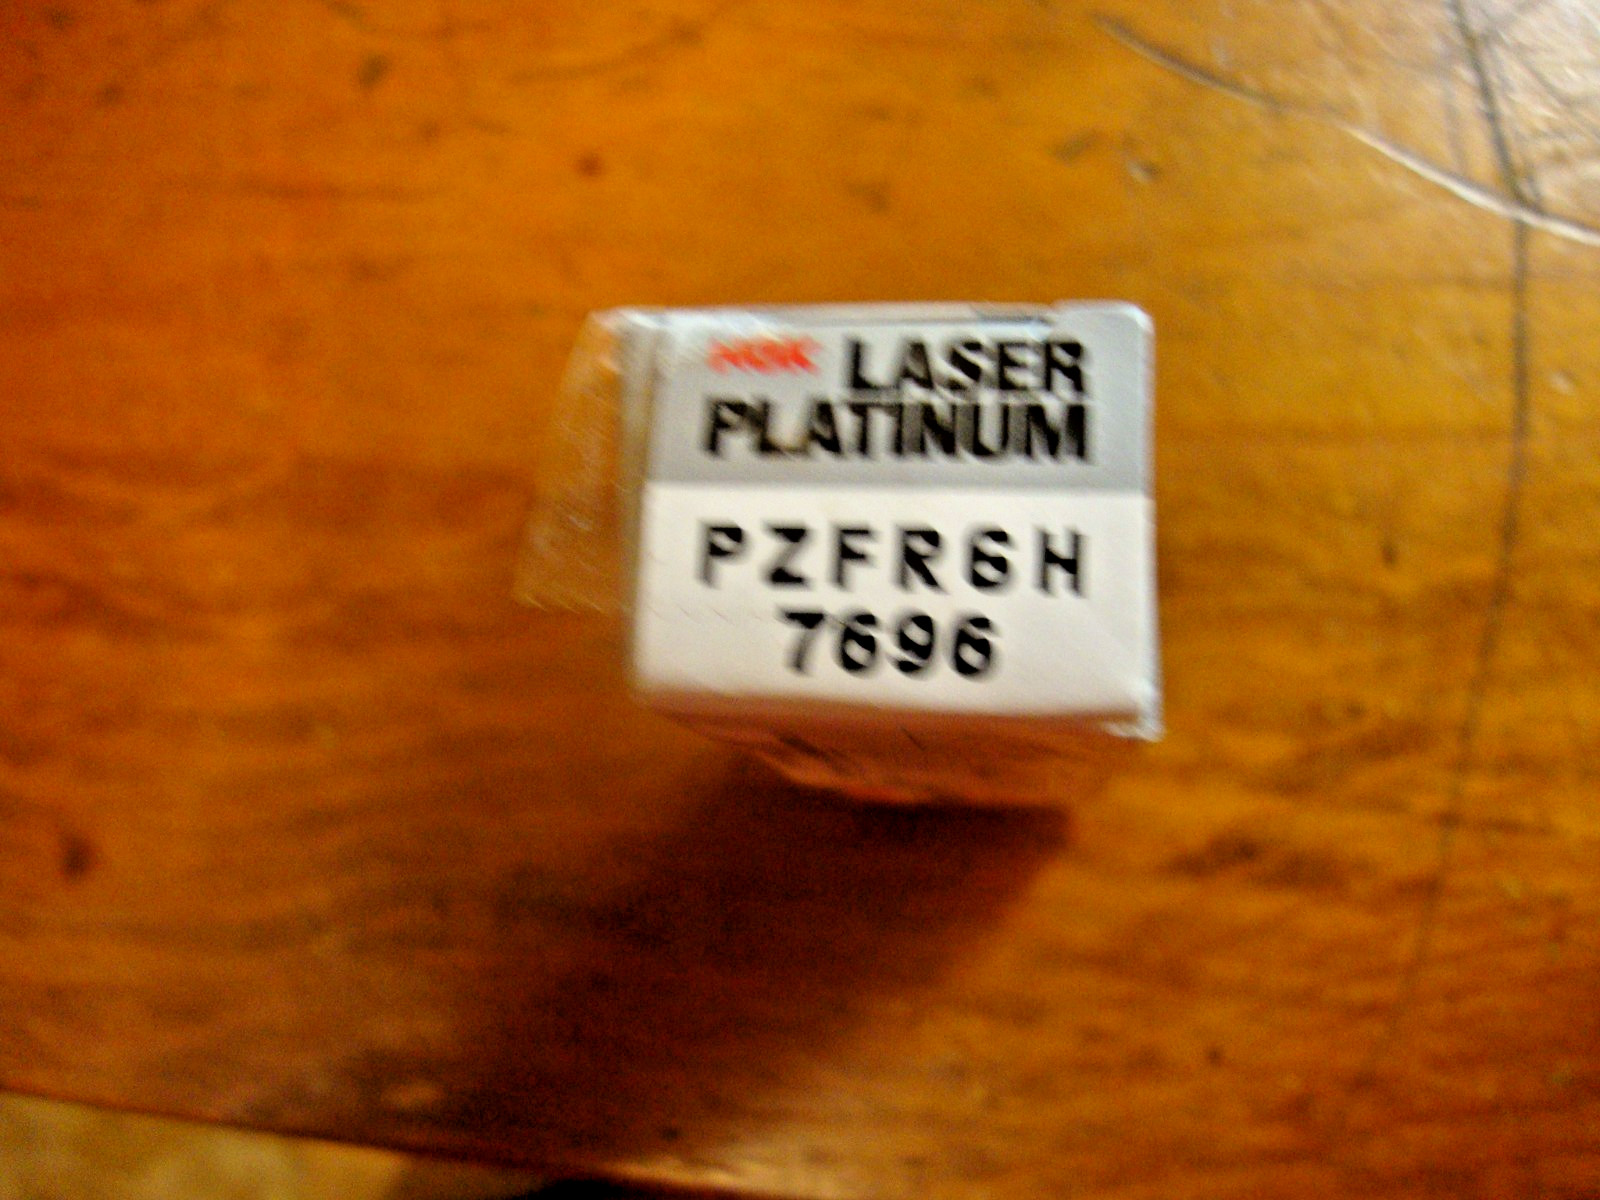 NGK LASER
PLATINUM
PZFR6H
7696